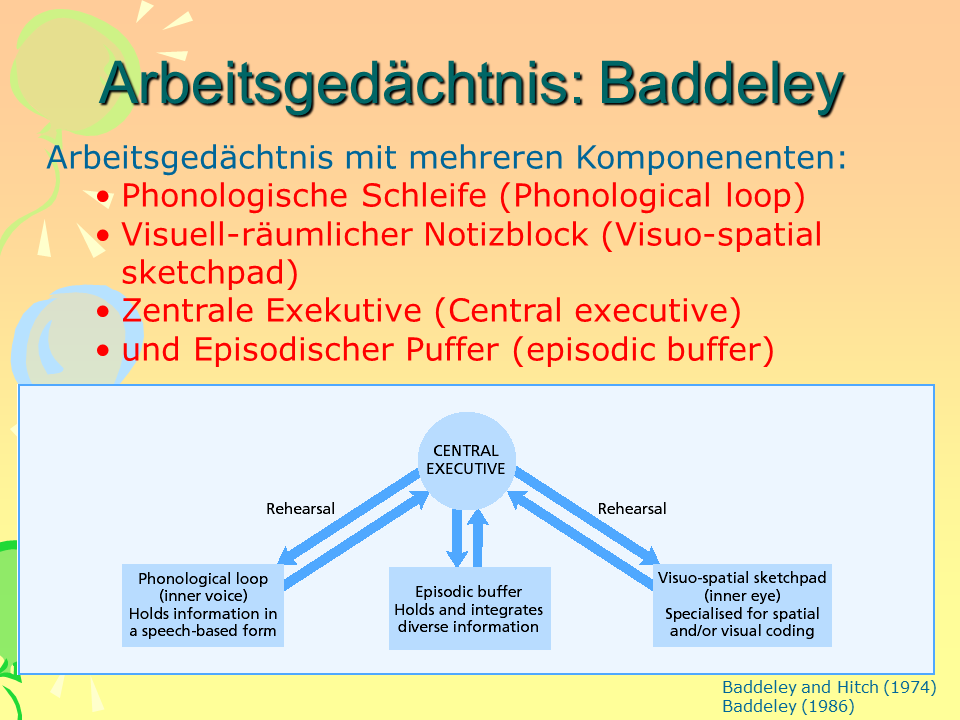 Arbeitsgedächtnis: Baddeley
Arbeitsgedächtnis mit mehreren Komponenenten:
• Phonologische Schleife (Phonological loop)
• Visuell-räumlicher Notizblock (Visuo-spatial
sketchpad)
• Zentrale Exekutive (Central executive)
• und Episodischer Puffer (episodic buffer)
CENTRAL
EXECUTIVE
Rehearsal
Rehearsal
Phonological loop
(inner voice)
Holds information in
a speech-based form
Episodic buffer
Holds and integrates
diverse information
Visuo-spatial sketchpad
(inner eye)
Specialised for spatial
and/or visual coding
Baddeley and Hitch (1974)
Baddeley (1986)